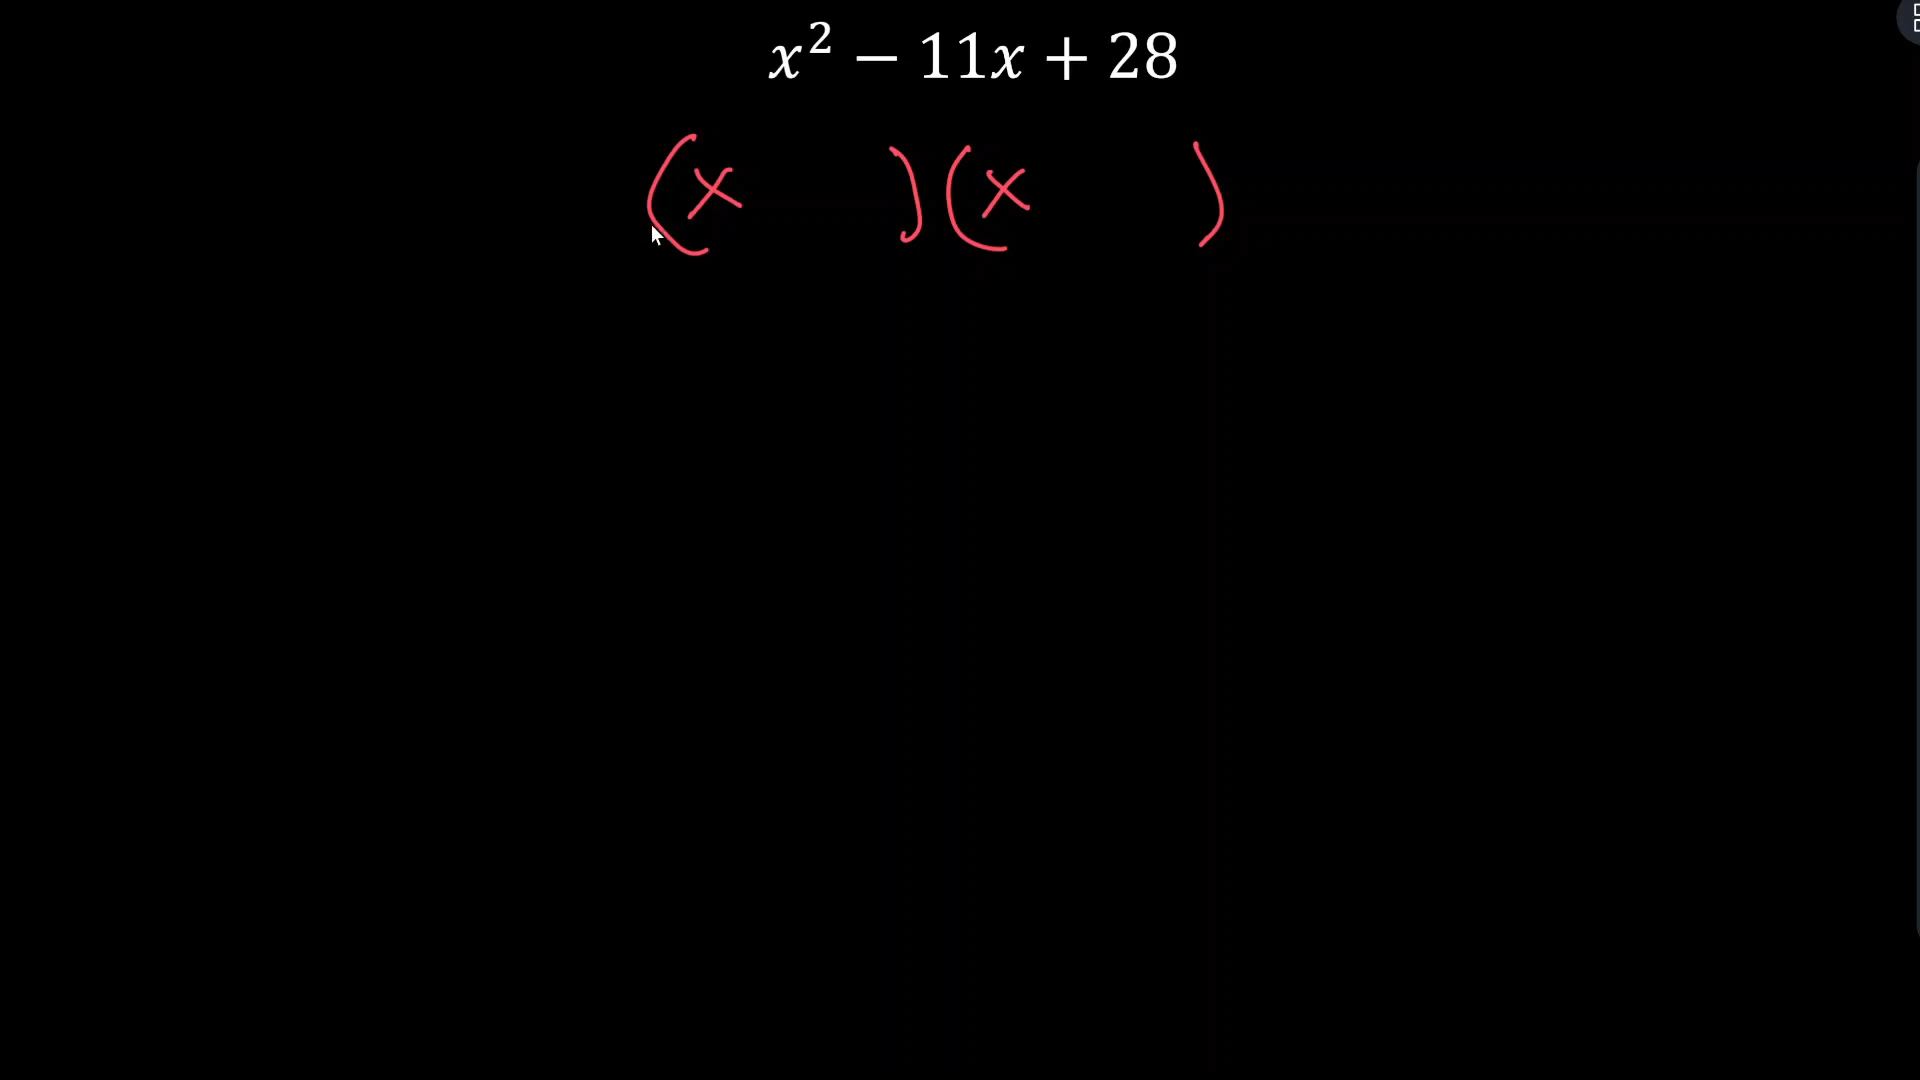 x² − 11x + 28
(x )(x )